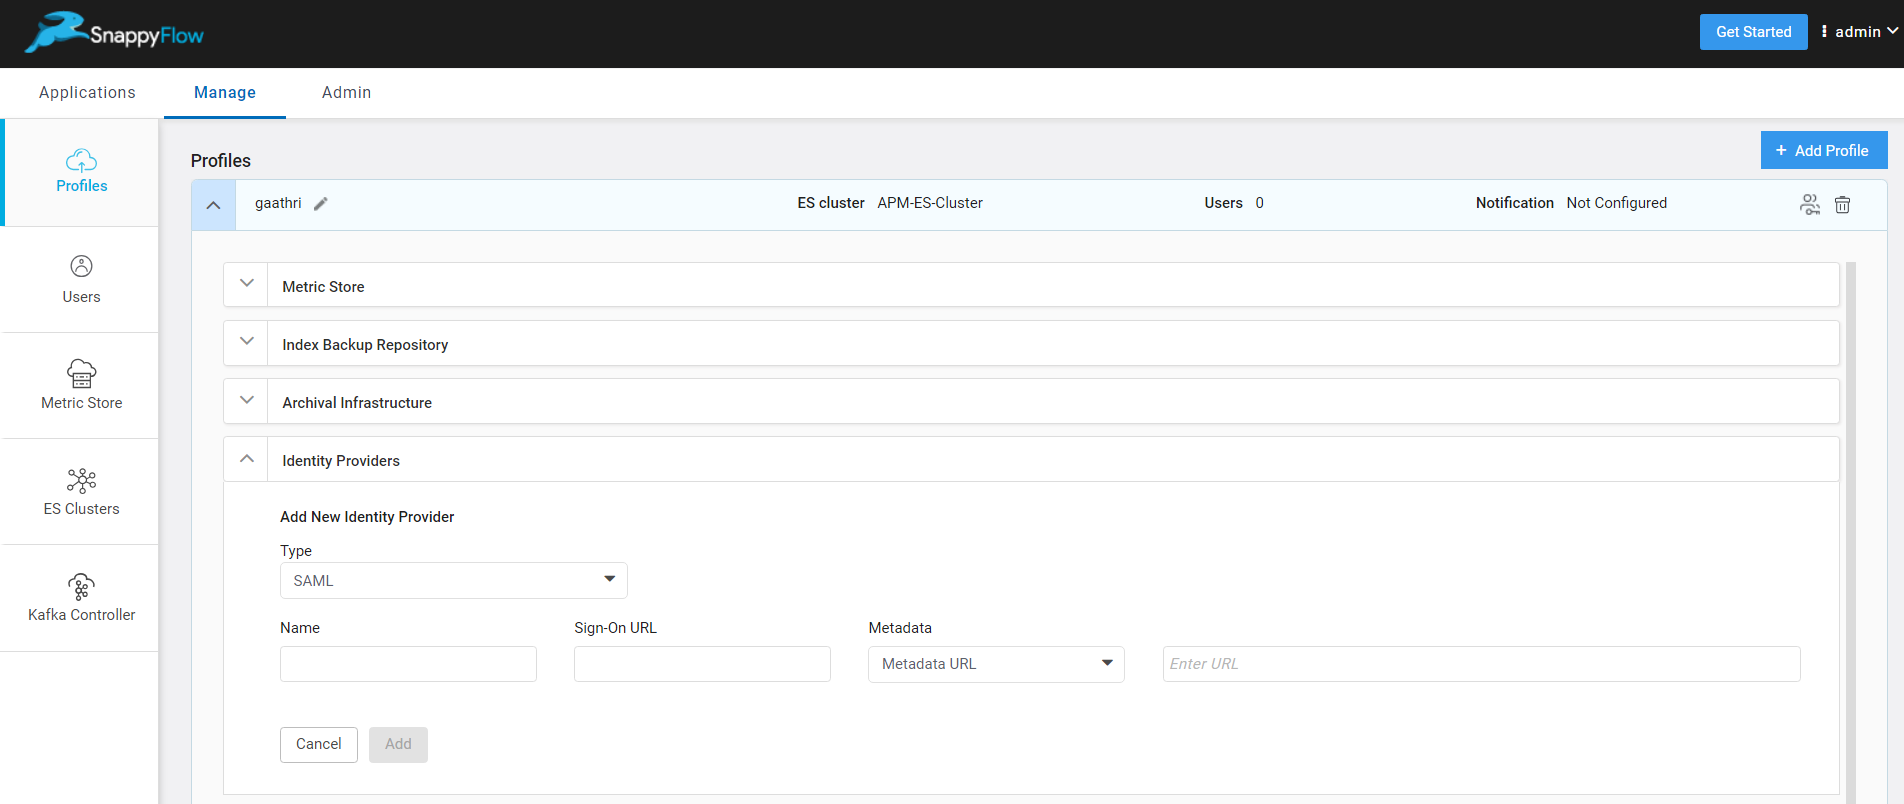 SnappyFlow
Get Started
admin
Applications
Manage
Admin
Profiles
Users
Metric Store
ES Clusters
Kafka Controller
Profiles
+ Add Profile
gaathri
ES cluster APM-ES-Cluster
Users 0
Notification Not Configured
Metric Store
Index Backup Repository
Archival Infrastructure
Identity Providers
Add New Identity Provider
Type
SAML
Name
Sign-On URL
Metadata
Metadata URL
Enter URL
Cancel
Add